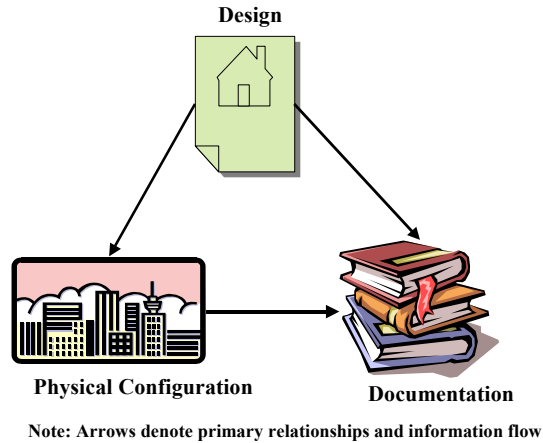 Design
Physical Configuration
Documentation
Note: Arrows denote primary relationships and information flow